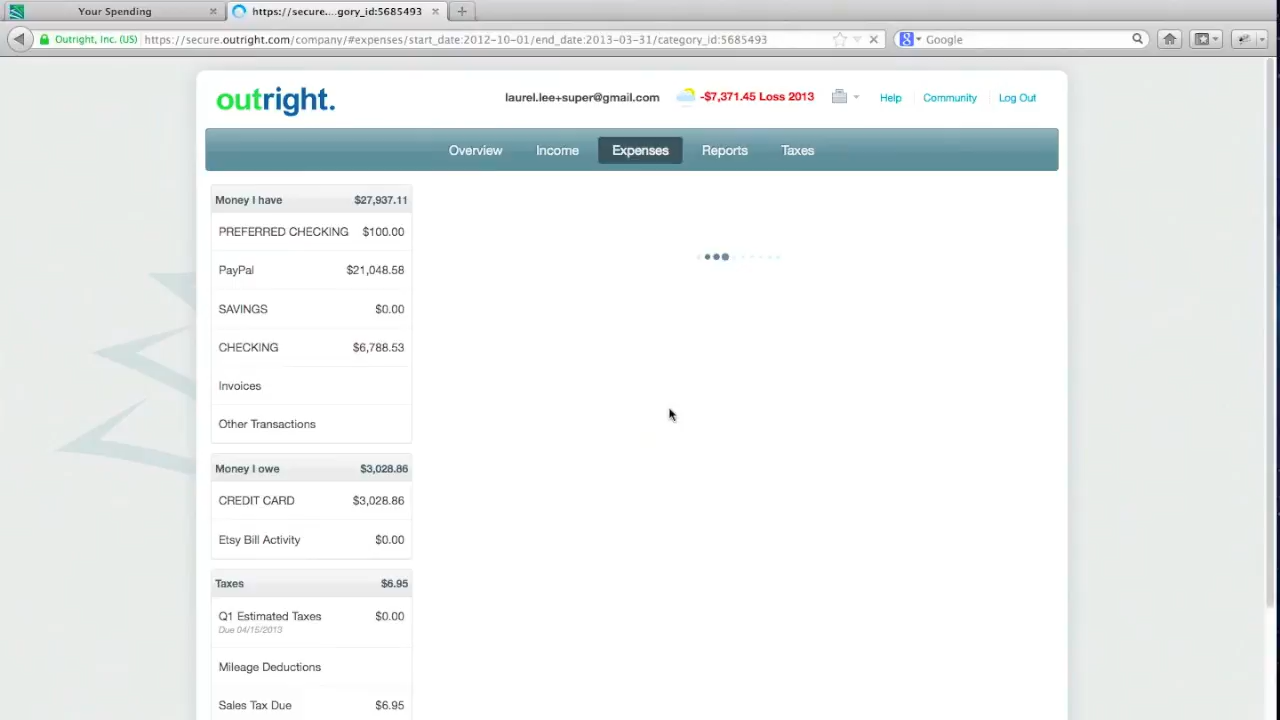 Your Spending
https://secure....gory_id:5685493
Outright, Inc. (US) https://secure.outright.com/company/#expenses/start_date:2012-10-01/end_date:2013-03-31/category_id:5685493
Google
outright.
laurel.lee+super@gmail.com -$7,371.45 Loss 2013 Help Community Log Out
Overview Income Expenses Reports Taxes
Money I have $27,937.11
PREFERRED CHECKING $100.00
PayPal $21,048.58
SAVINGS $0.00
CHECKING $6,788.53
Invoices
Other Transactions
Money I owe $3,028.86
CREDIT CARD $3,028.86
Etsy Bill Activity $0.00
Taxes $6.95
Q1 Estimated Taxes $0.00
Due 04/15/2013
Mileage Deductions
Sales Tax Due $6.95